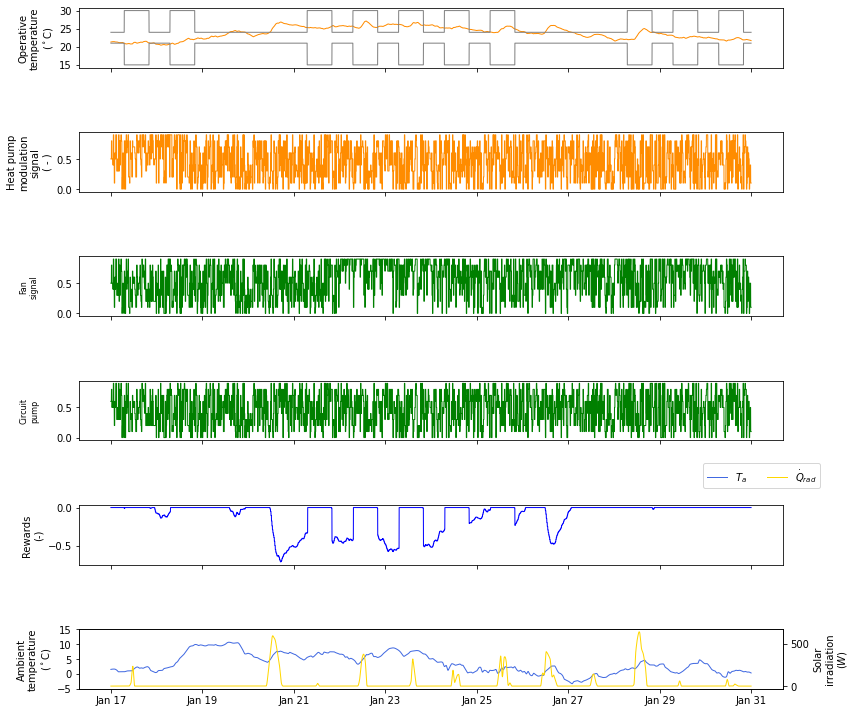 Operative
temperature
(°C)
30
25
20
15
Heat pump
modulation
signal
( - )
0.5
0.0
Fan
signal
0.5
0.0
Circuit
pump
0.5
0.0
T_a
Q̇_rad
Rewards
(-)
0.0
−0.5
Ambient
temperature
(°C)
15
10
5
0
−5
500
0
Solar
irradiation
(W)
Jan 17 Jan 19 Jan 21 Jan 23 Jan 25 Jan 27 Jan 29 Jan 31